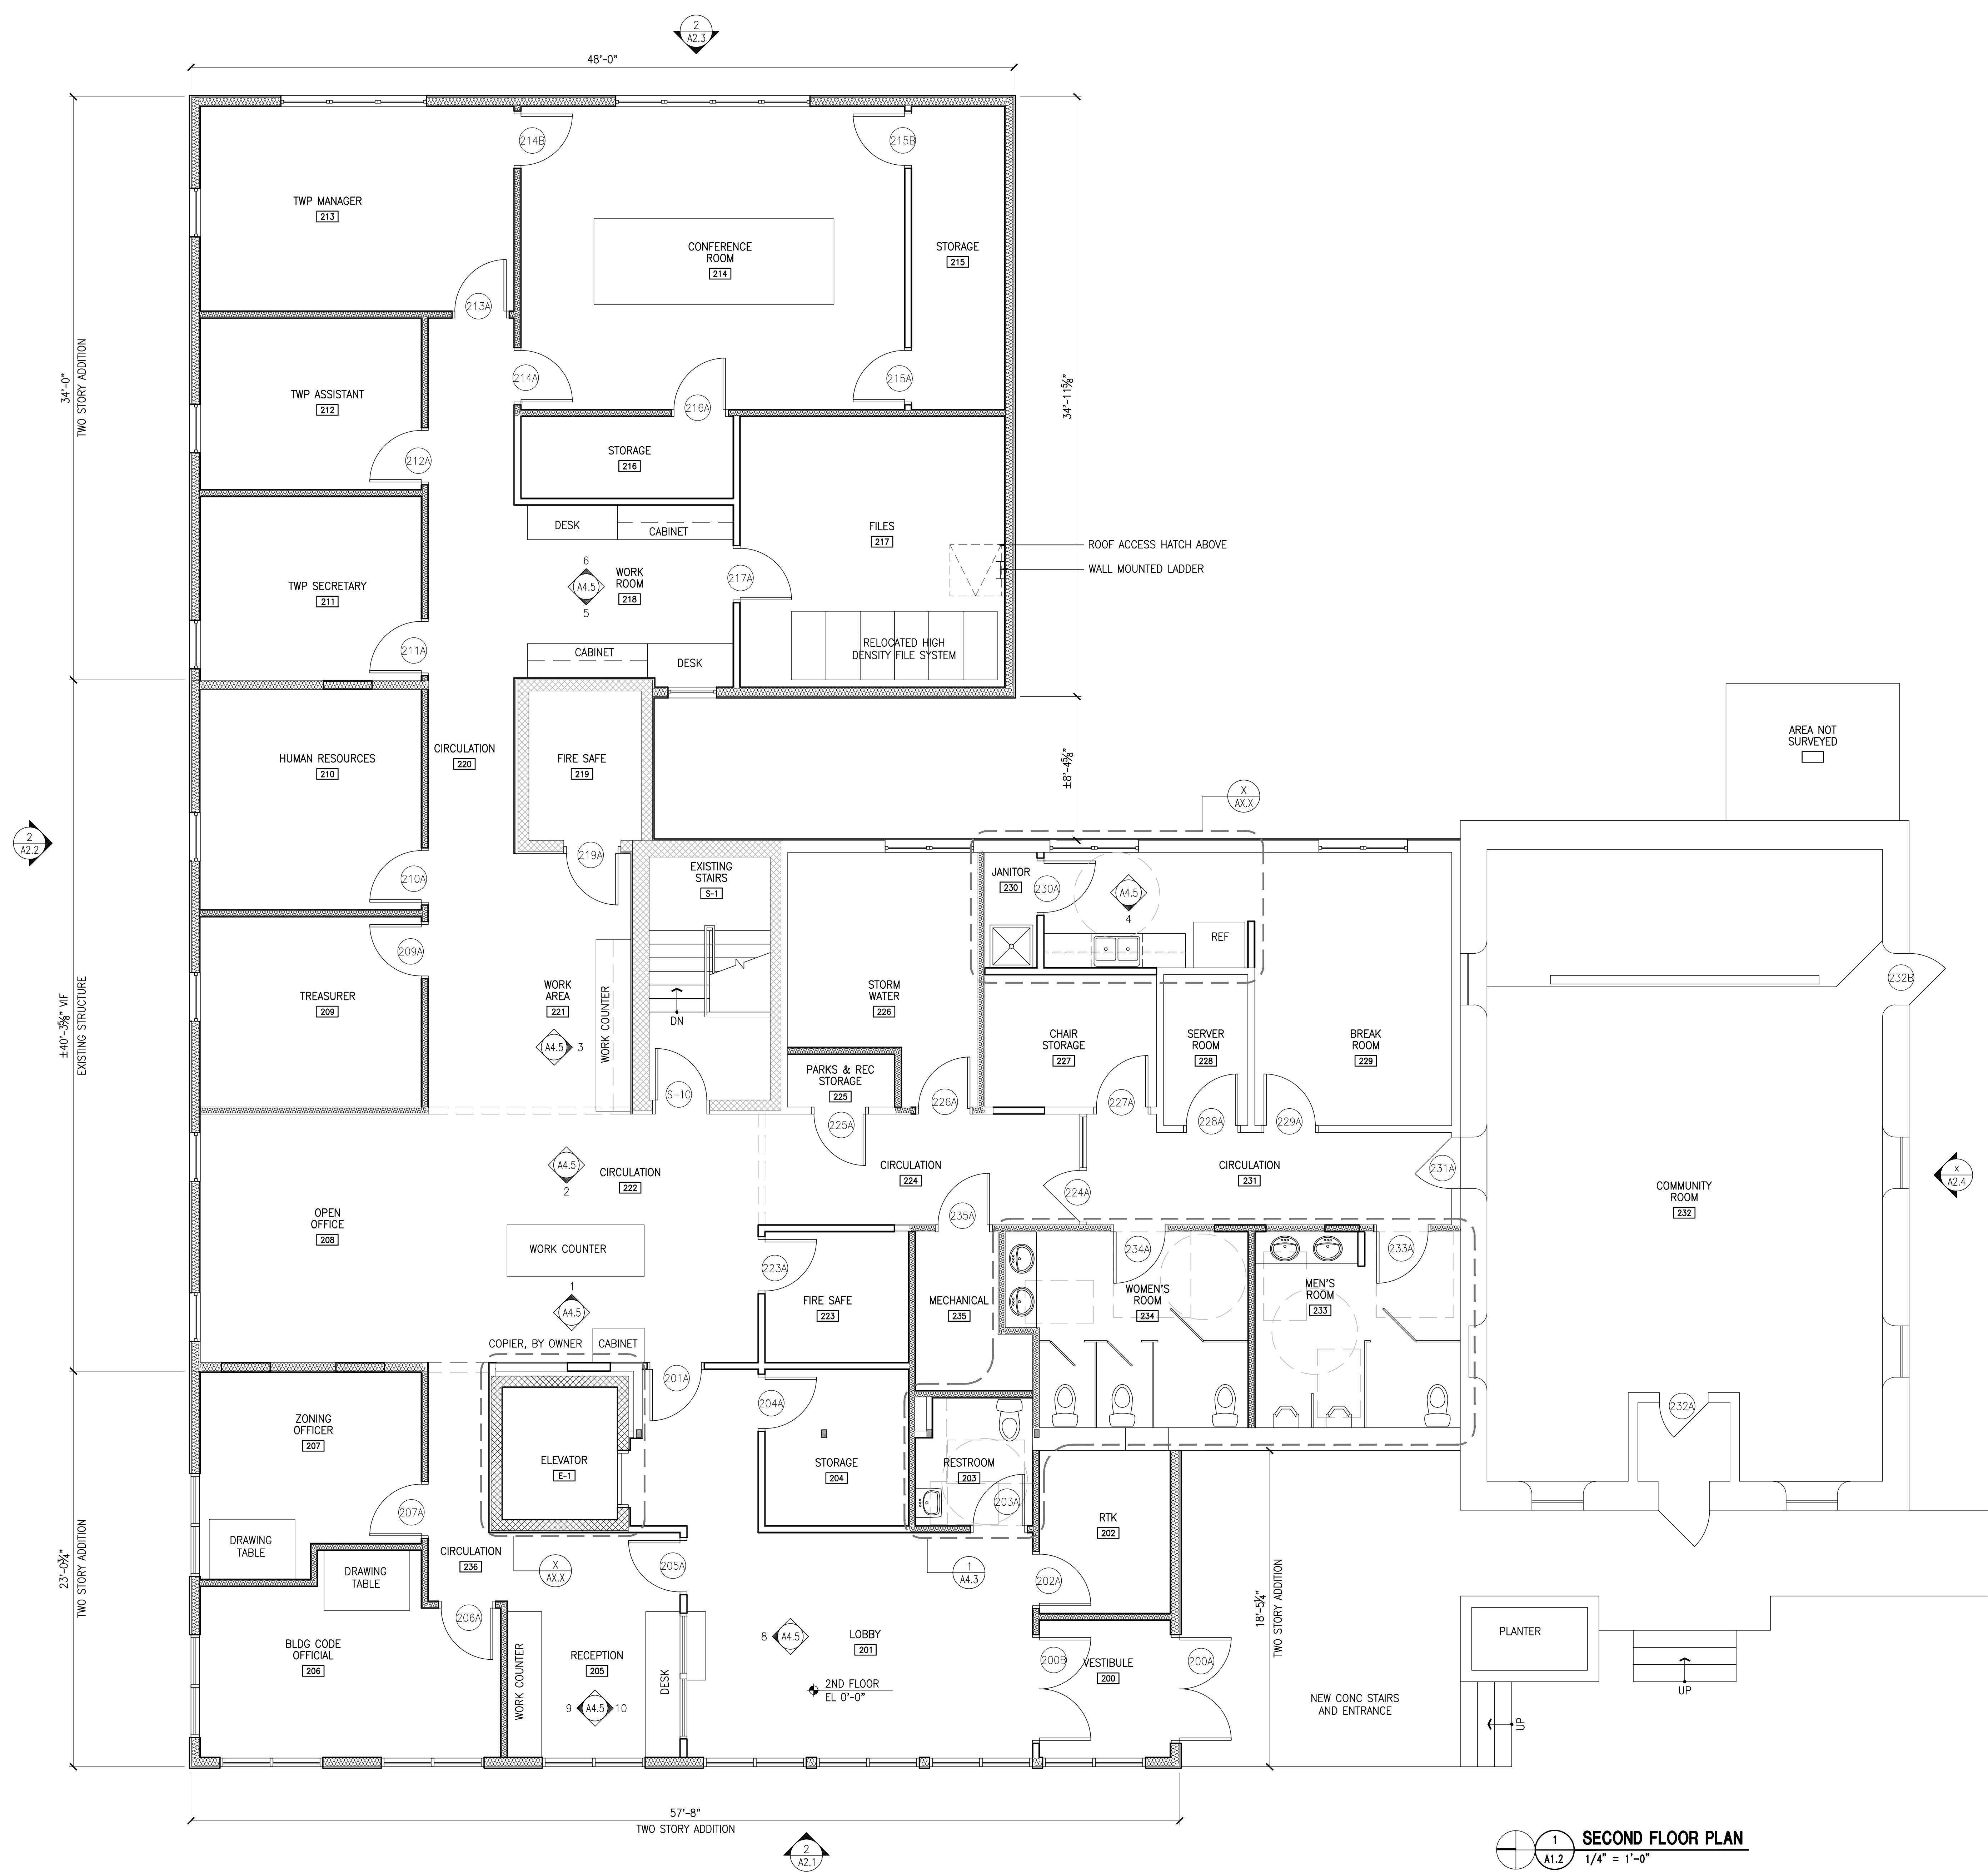 2
A2.3
48'-0"
214B
215B
TWP MANAGER
213
CONFERENCE
ROOM
214
STORAGE
215
213A
34'-0"
TWO STORY ADDITION
214A
215A
34'-11⅝"
TWP ASSISTANT
212
216A
212A
STORAGE
216
DESK
CABINET
FILES
217
ROOF ACCESS HATCH ABOVE
WALL MOUNTED LADDER
6
A4.5
5
WORK
ROOM
218
217A
TWP SECRETARY
211
211A
CABINET
DESK
RELOCATED HIGH
DENSITY FILE SYSTEM
AREA NOT
SURVEYED
HUMAN RESOURCES
210
CIRCULATION
220
FIRE SAFE
219
±8'-4⅝"
X
AX.X
2
A2.2
219A
210A
EXISTING
STAIRS
S-1
JANITOR
230
230A
A4.5
4
REF
209A
232B
TREASURER
209
WORK
AREA
221
A4.5
3
WORK COUNTER
DN
STORM
WATER
226
CHAIR
STORAGE
227
SERVER
ROOM
228
BREAK
ROOM
229
±40'-3⅝" VIF
EXISTING STRUCTURE
PARKS & REC
STORAGE
225
S-1C
225A
226A
227A
228A
229A
A4.5
2
CIRCULATION
222
CIRCULATION
224
CIRCULATION
231
231A
224A
x
A2.4
COMMUNITY
ROOM
232
OPEN
OFFICE
208
235A
WORK COUNTER
223A
234A
233A
1
A4.5
FIRE SAFE
223
MECHANICAL
235
WOMEN'S
ROOM
234
MEN'S
ROOM
233
COPIER, BY OWNER
CABINET
201A
204A
232A
ZONING
OFFICER
207
ELEVATOR
E-1
STORAGE
204
RESTROOM
203
203A
207A
RTK
202
DRAWING
TABLE
DRAWING
TABLE
CIRCULATION
236
X
AX.X
205A
1
A4.3
202A
23'-0¾"
TWO STORY ADDITION
18'-5¼"
TWO STORY ADDITION
206A
BLDG CODE
OFFICIAL
206
WORK COUNTER
RECEPTION
205
9
A4.5
10
DESK
8
A4.5
LOBBY
201
2ND FLOOR
EL 0'-0"
200B
VESTIBULE
200
200A
PLANTER
UP
UP
NEW CONC STAIRS
AND ENTRANCE
57'-8"
TWO STORY ADDITION
2
A2.1
1
A1.2
SECOND FLOOR PLAN
1/4" = 1'-0"